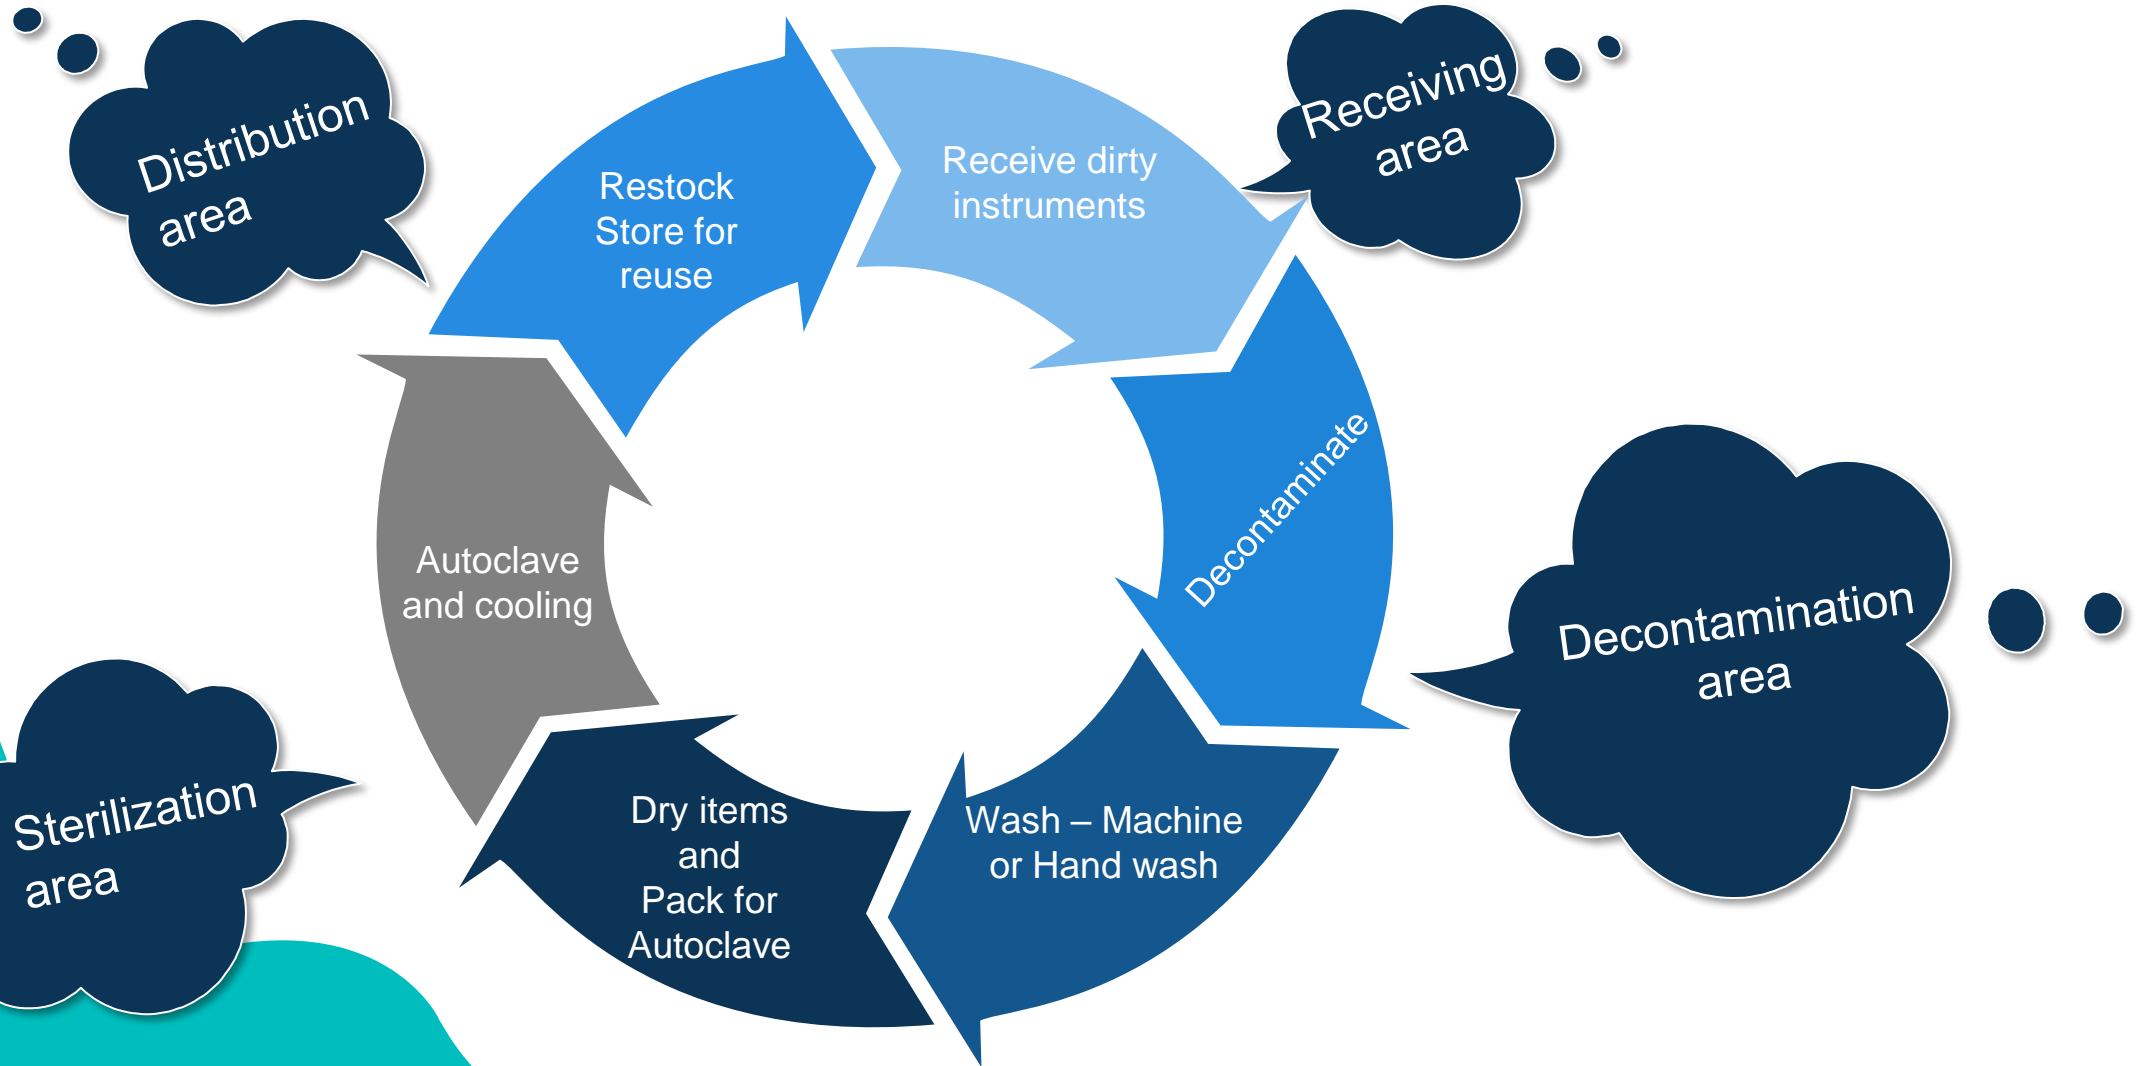 Distribution
area
Receiving
area
Restock
Store for
reuse
Receive dirty
instruments
Decontaminate
Decontamination
area
Wash – Machine
or Hand wash
Dry items
and
Pack for
Autoclave
Autoclave
and cooling
Sterilization
area